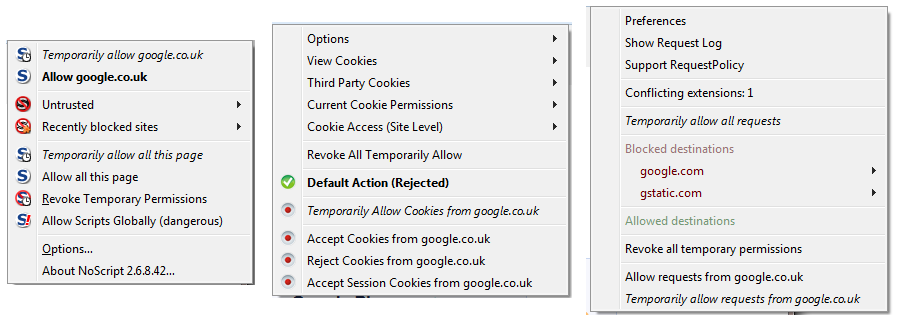 Temporarily allow google.co.uk
Allow google.co.uk
Untrusted
Recently blocked sites
Temporarily allow all this page
Allow all this page
Revoke Temporary Permissions
Allow Scripts Globally (dangerous)
Options...
About NoScript 2.6.8.42...
Options
View Cookies
Third Party Cookies
Current Cookie Permissions
Cookie Access (Site Level)
Revoke All Temporarily Allow
Default Action (Rejected)
Temporarily Allow Cookies from google.co.uk
Accept Cookies from google.co.uk
Reject Cookies from google.co.uk
Accept Session Cookies from google.co.uk
Preferences
Show Request Log
Support RequestPolicy
Conflicting extensions: 1
Temporarily allow all requests
Blocked destinations
google.com
gstatic.com
Allowed destinations
Revoke all temporary permissions
Allow requests from google.co.uk
Temporarily allow requests from google.co.uk